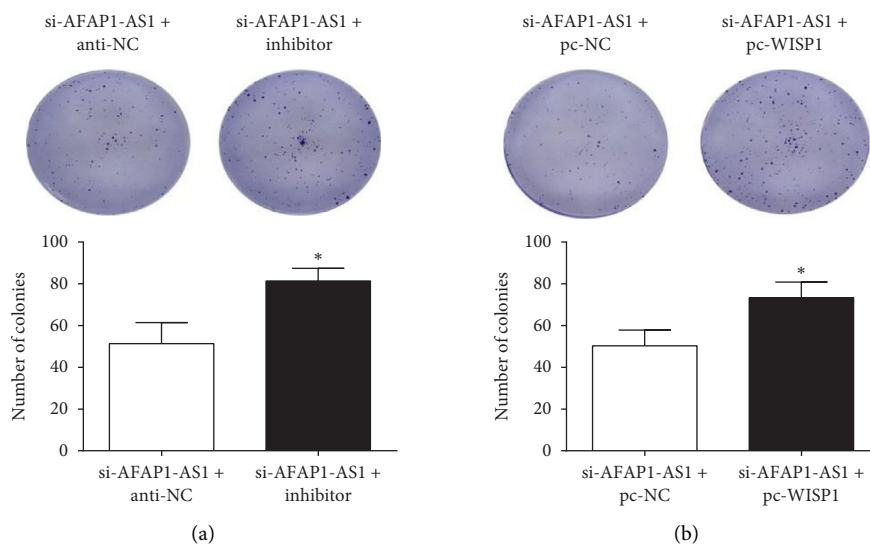 si-AFAP1-AS1 +
anti-NC
si-AFAP1-AS1 +
inhibitor
si-AFAP1-AS1 +
pc-NC
si-AFAP1-AS1 +
pc-WISP1
Number of colonies
100
80
60
40
20
0
*
si-AFAP1-AS1 +
anti-NC
si-AFAP1-AS1 +
inhibitor
(a)
Number of colonies
100
80
60
40
20
0
*
si-AFAP1-AS1 +
pc-NC
si-AFAP1-AS1 +
pc-WISP1
(b)